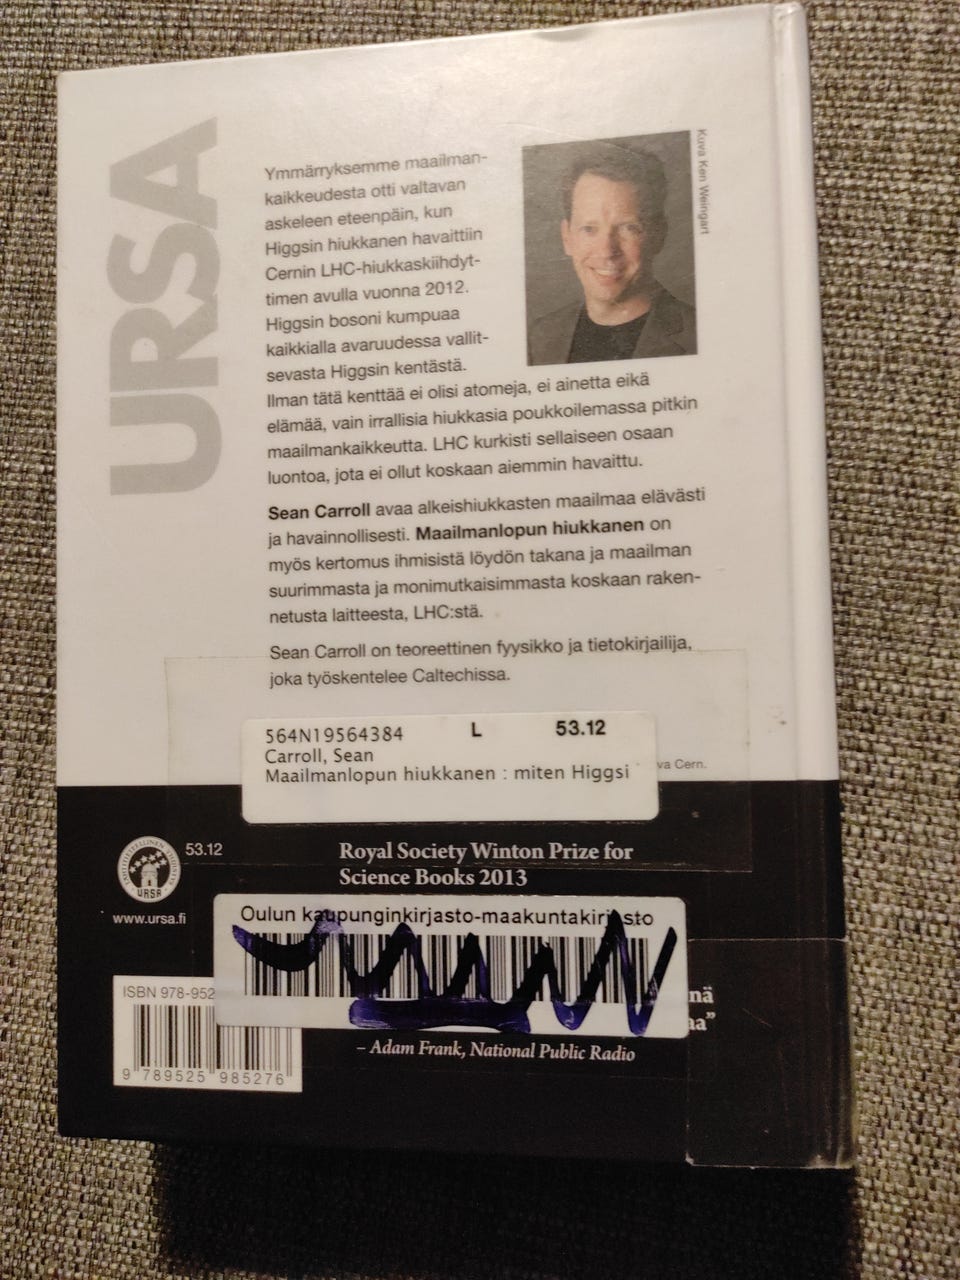 URSA
Ymmärryksemme maailman-
kaikkeudesta otti valtavan
askeleen eteenpäin, kun
Higgsin hiukkanen havaittiin
Cernin LHC-hiukkaskiihdyt-
timen avulla vuonna 2012.
Higgsin bosoni kumpuaa
kaikkialla avaruudessa vallit-
sevasta Higgsin kentästä.
Ilman tätä kenttää ei olisi atomeja, ei ainetta eikä
elämää, vain irrallisia hiukkasia poukkoilemassa pitkin
maailmankaikkeutta. LHC kurkisti sellaiseen osaan
luontoa, jota ei ollut koskaan aiemmin havaittu.
Kuva Ken Weingart
Sean Carroll avaa alkeishiukkasten maailmaa elävästi
ja havainnollisesti. Maailmanlopun hiukkanen on
myös kertomus ihmisistä löydön takana ja maailman
suurimmasta ja monimutkaisimmasta koskaan raken-
netusta laitteesta, LHC:stä.
Sean Carroll on teoreettinen fyysikko ja tietokirjailija,
joka työskentelee Caltechissa.
564N19564384 L 53.12
Carroll, Sean
Maailmanlopun hiukkanen : miten Higgsi
va Cern.
53.12
URSA
www.ursa.fi
Royal Society Winton Prize for
Science Books 2013
Oulun kaupunginkirjasto-maakuntakirjasto
nä
aa”
– Adam Frank, National Public Radio
ISBN 978-952
9 789525 985276